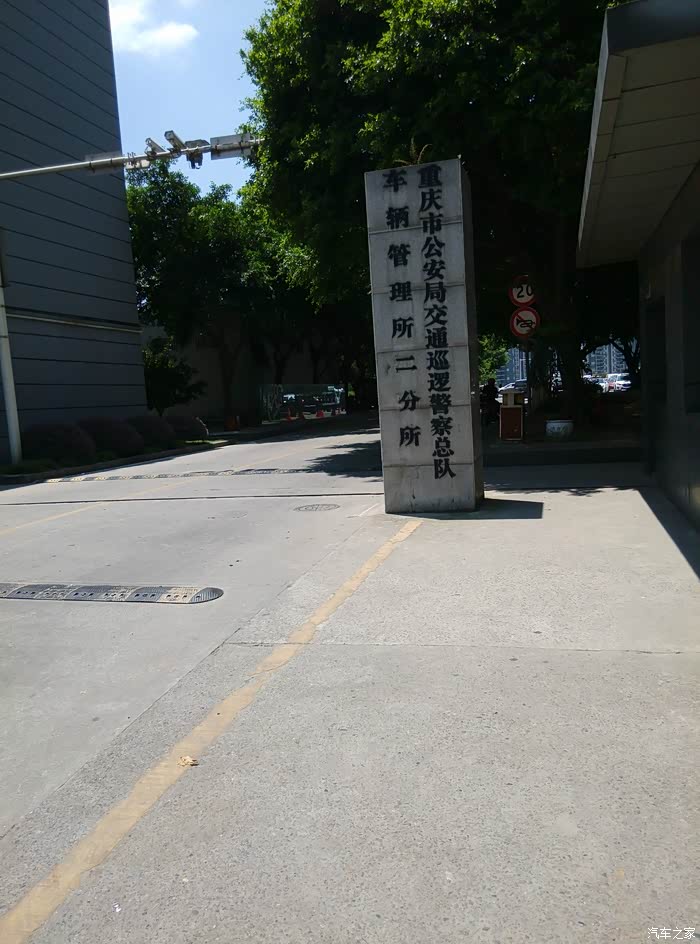 重庆市公安局交通巡逻警察总队
车辆管理所二分所
20
汽车之家